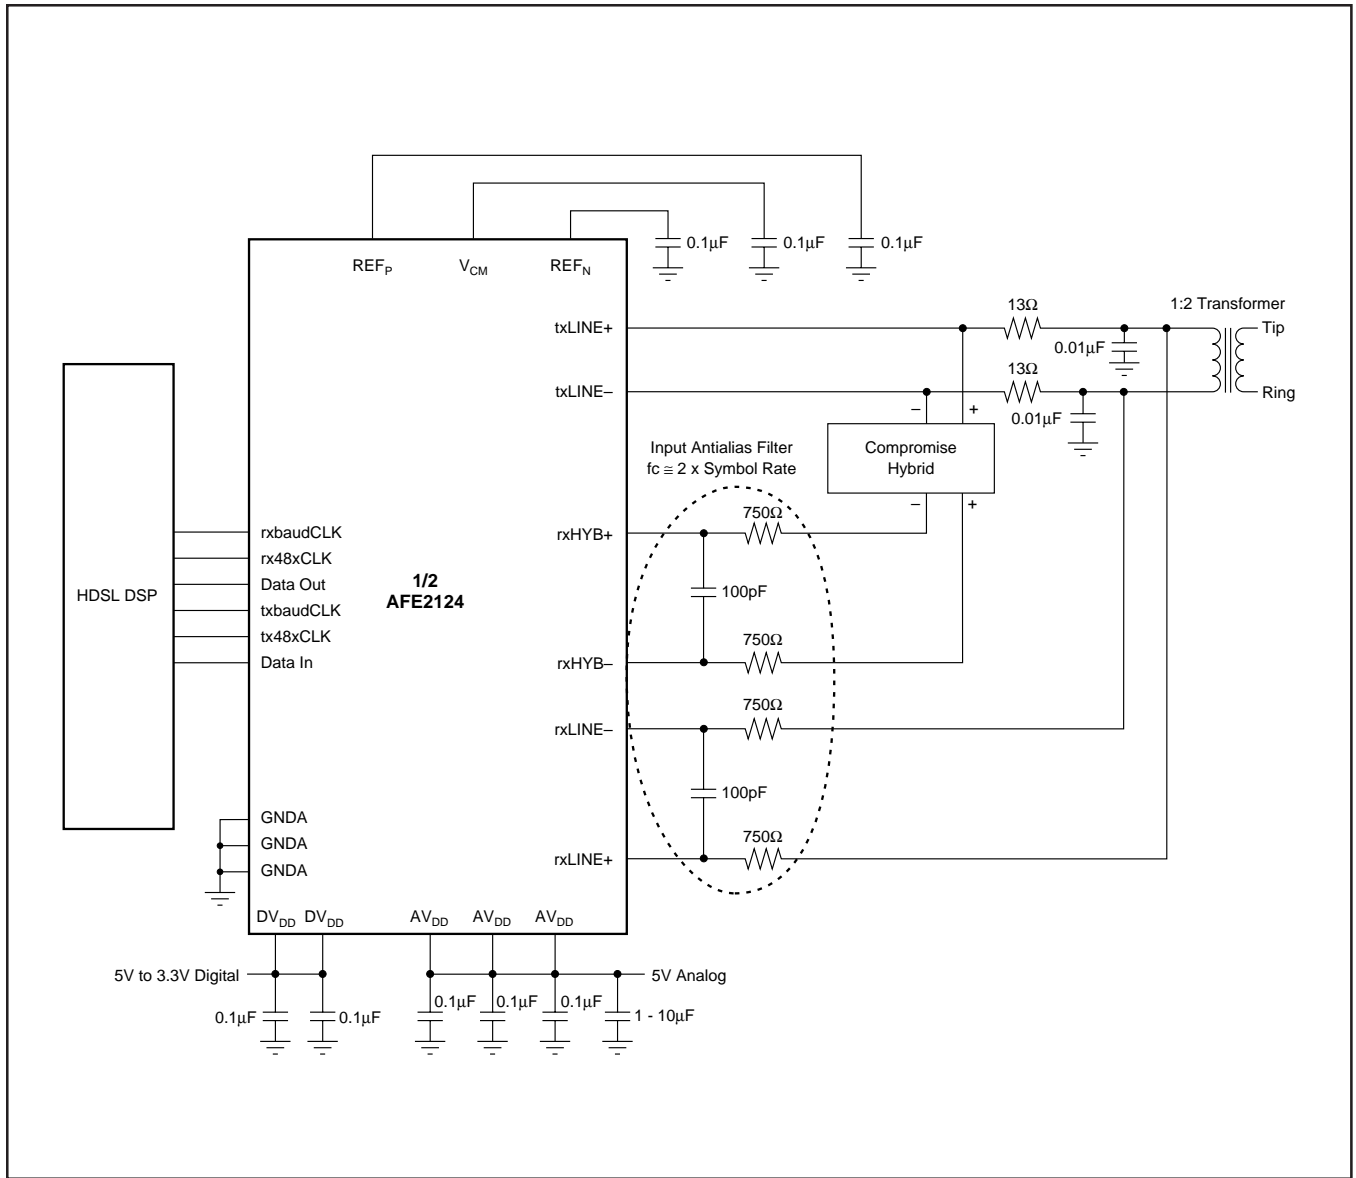 0.1µF
0.1µF
0.1µF
REFP
VCM
REFN
1:2 Transformer
txLINE+
13Ω
Tip
0.01µF
txLINE–
13Ω
Ring
0.01µF
–
+
Compromise
Hybrid
–
+
Input Antialias Filter
fc ≅ 2 x Symbol Rate
rxHYB+
750Ω
100pF
rxHYB–
750Ω
rxLINE–
750Ω
100pF
rxLINE+
750Ω
HDSL DSP
rxbaudCLK
rx48xCLK
Data Out
txbaudCLK
tx48xCLK
Data In
1/2
AFE2124
GNDA
GNDA
GNDA
DVDD
DVDD
AVDD
AVDD
AVDD
5V to 3.3V Digital
5V Analog
0.1µF
0.1µF
0.1µF
0.1µF
0.1µF
1 - 10µF